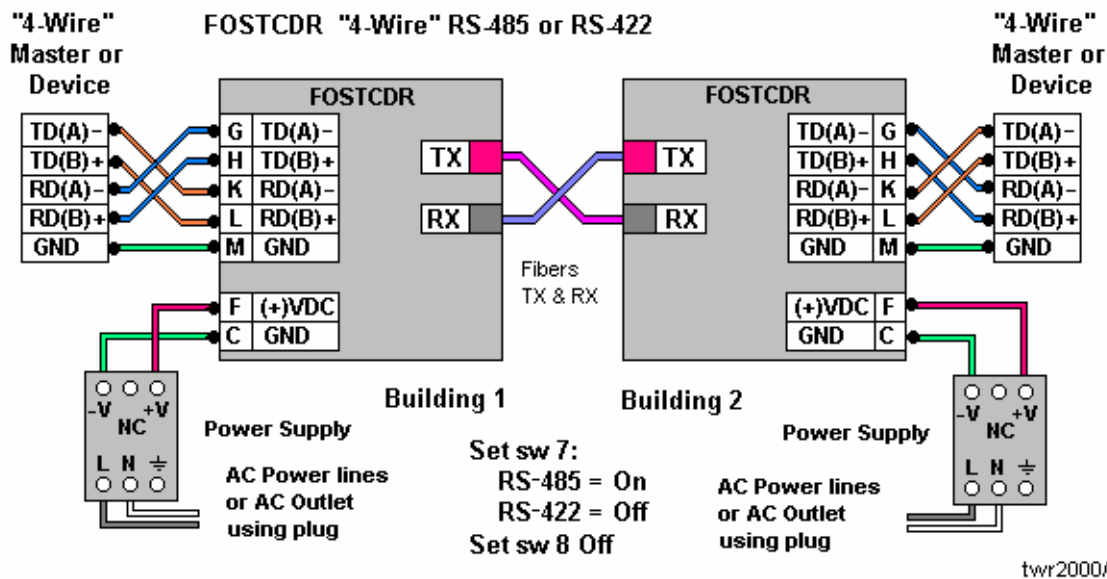 "4-Wire"
Master or
Device
FOSTCDR "4-Wire" RS-485 or RS-422
"4-Wire"
Master or
Device
FOSTCDR
FOSTCDR
TD(A)-
TD(B)+
RD(A)-
RD(B)+
GND
G TD(A)-
H TD(B)+
K RD(A)-
L RD(B)+
M GND
F (+)VDC
C GND
TX
RX
TX
RX
Fibers
TX & RX
TD(A)- G
TD(B)+ H
RD(A)- K
RD(B)+ L
GND M
(+)VDC F
GND C
TD(A)-
TD(B)+
RD(A)-
RD(B)+
GND
-V +V
NC
L N
Power Supply
AC Power lines
or AC Outlet
using plug
Building 1
Building 2
Set sw 7:
RS-485 = On
RS-422 = Off
Set sw 8 Off
Power Supply
AC Power lines
or AC Outlet
using plug
-V +V
NC
L N
twr2000/